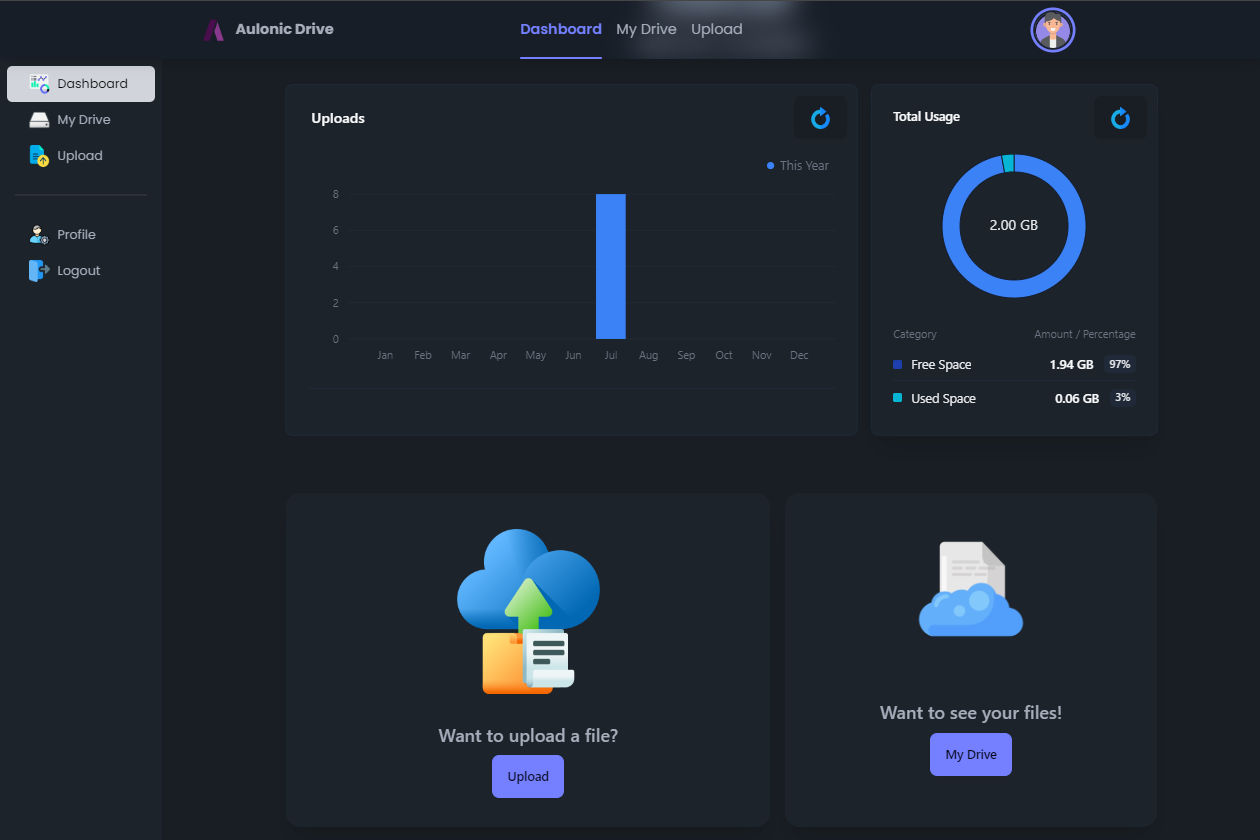 Aulonic Drive
Dashboard My Drive Upload
Dashboard
My Drive
Upload
Profile
Logout
Uploads
This Year
8
6
4
2
0
Jan Feb Mar Apr May Jun Jul Aug Sep Oct Nov Dec
Total Usage
2.00 GB
Category Amount / Percentage
Free Space 1.94 GB 97%
Used Space 0.06 GB 3%
Want to upload a file?
Upload
Want to see your files!
My Drive